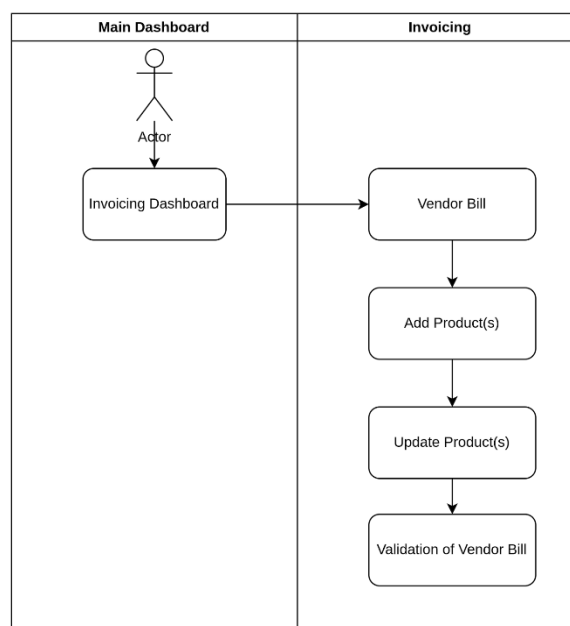 Main Dashboard
Invoicing
Actor
Invoicing Dashboard
Vendor Bill
Add Product(s)
Update Product(s)
Validation of Vendor Bill